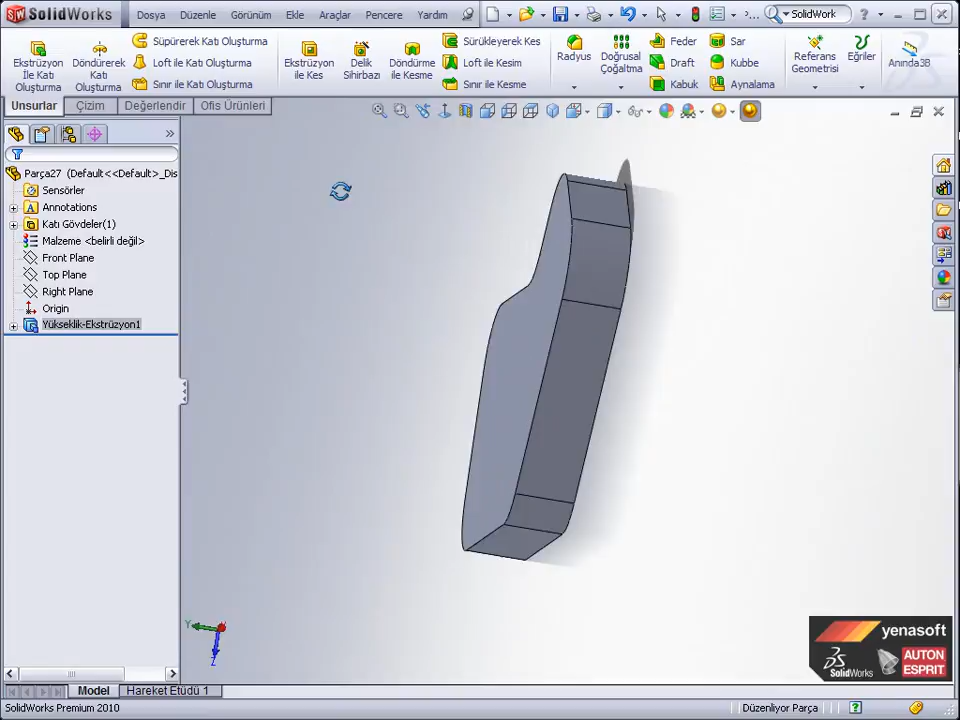 SolidWorks
Dosya Düzenle Görünüm Ekle Araçlar Pencere Yardım
... SolidWork
Ekstrüzyon İle Katı Oluşturma
Döndürerek Katı Oluşturma
Süpürerek Katı Oluşturma
Loft ile Katı Oluşturma
Sınır ile Katı Oluşturma
Ekstrüzyon ile Kes
Delik Sihirbazı
Döndürme ile Kesme
Sürükleyerek Kes
Loft ile Kesim
Sınır ile Kesme
Radyus
Doğrusal Çoğaltma
Feder
Draft
Kabuk
Sar
Kubbe
Aynalama
Referans Geometrisi
Eğriler
Anında3B
Unsurlar Çizim Değerlendir Ofis Ürünleri
Parça27 (Default<<Default>_Dis
Sensörler
Annotations
Katı Gövdeler(1)
Malzeme <belirli değil>
Front Plane
Top Plane
Right Plane
Origin
Yükseklik-Ekstrüzyon1
Y
Z
yenasoft
SolidWorks
AUTON
ESPRIT
Model Hareket Etüdü 1
SolidWorks Premium 2010
Düzenliyor Parça